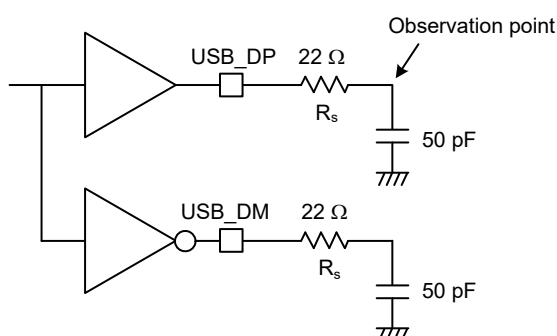 Observation point
USB_DP
22 Ω
Rs
50 pF
USB_DM
22 Ω
Rs
50 pF